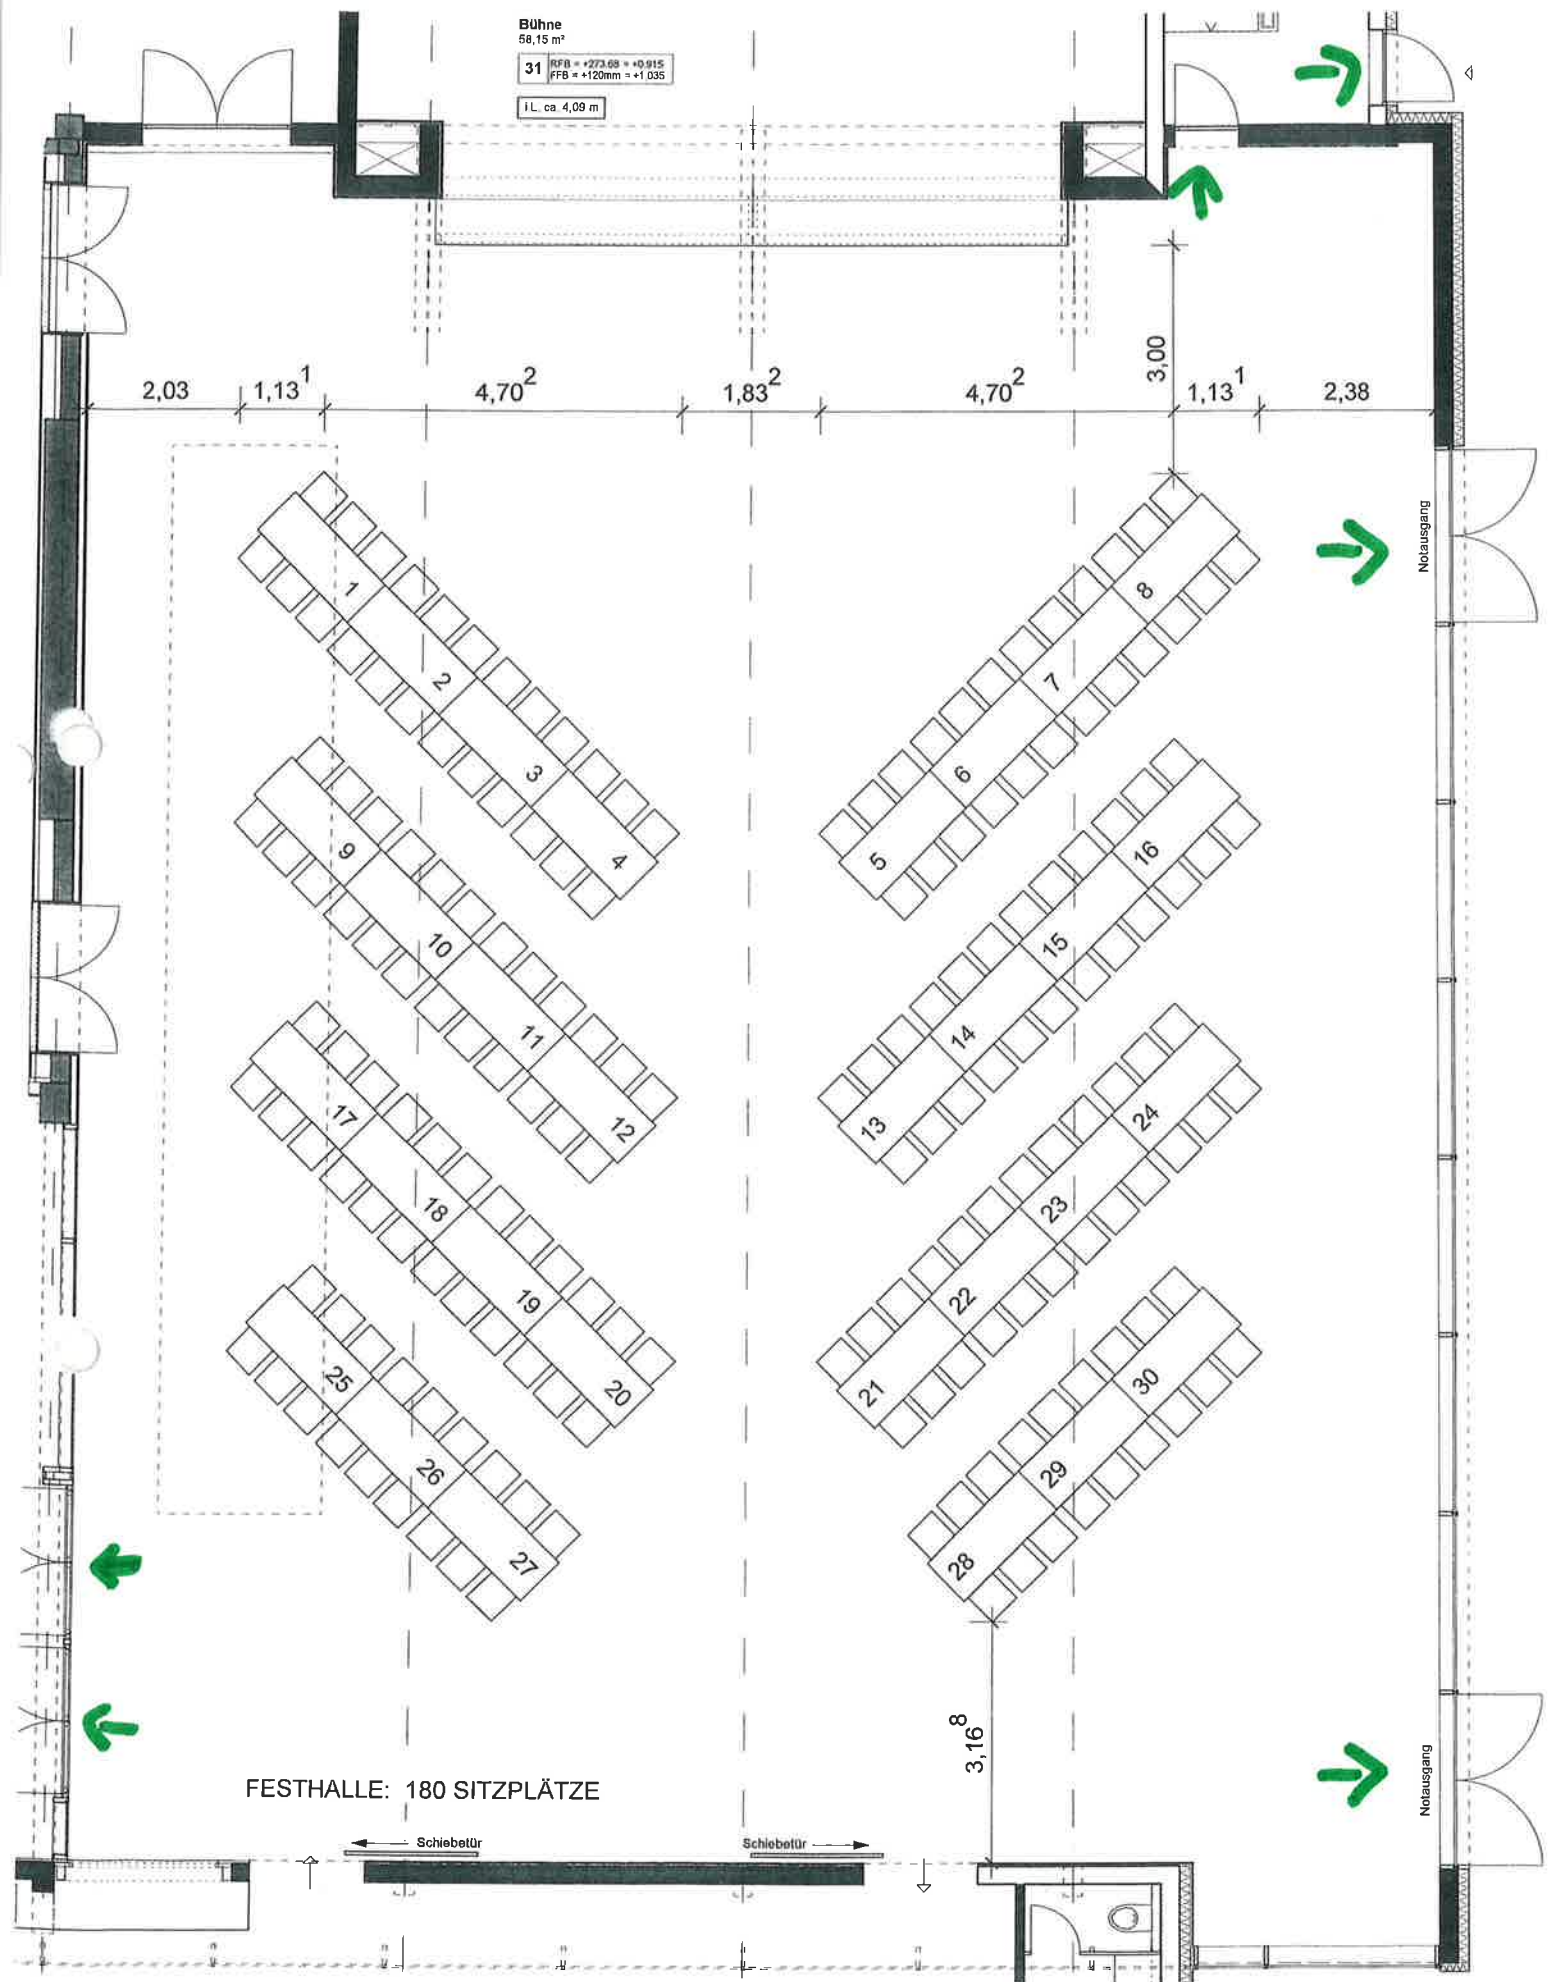 Bühne
58,15 m²
31 RFB = +273.68 = +0.915
FFB = +120mm = +1.035
i.L. ca. 4,09 m
3,00
2,03 1,13¹ 4,70² 1,83² 4,70² 1,13¹ 2,38
Notausgang
1 8
2 7
3 6
4 5
9 16
10 15
11 14
12 13
17 24
18 23
19 22
20 21
25 30
26 29
27 28
3,16⁸
Notausgang
FESTHALLE: 180 SITZPLÄTZE
Schiebetür Schiebetür